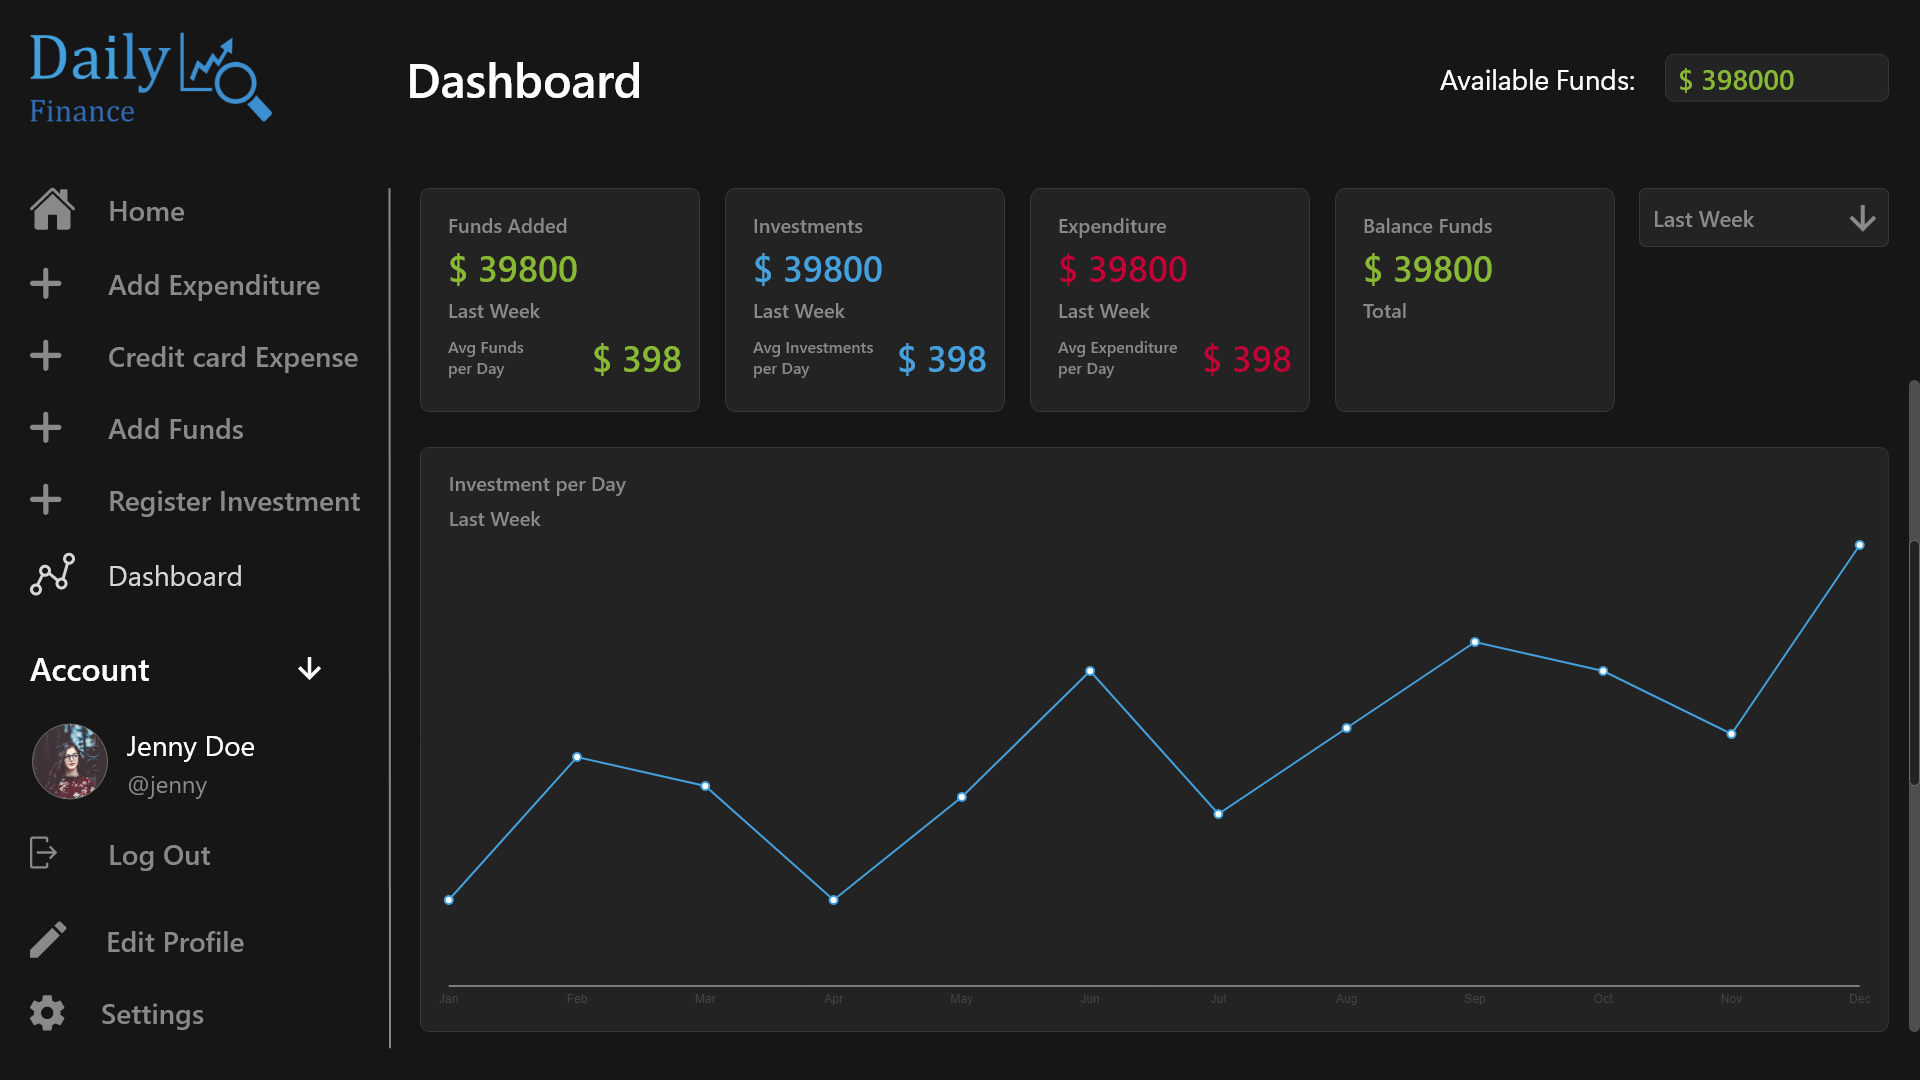 Daily
Finance
Dashboard
Available Funds:
$ 398000
Home
Add Expenditure
Credit card Expense
Add Funds
Register Investment
Dashboard
Account
Jenny Doe
@jenny
Log Out
Edit Profile
Settings
Funds Added
$ 39800
Last Week
Avg Funds
per Day
$ 398
Investments
$ 39800
Last Week
Avg Investments
per Day
$ 398
Expenditure
$ 39800
Last Week
Avg Expenditure
per Day
$ 398
Balance Funds
$ 39800
Total
Last Week
Investment per Day
Last Week
Jan Feb Mar Apr May Jun Jul Aug Sep Oct Nov Dec